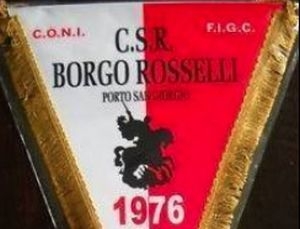 C.O.N.I. F.I.G.C.
C.S.R.
BORGO ROSSELLI
PORTO SAN GIORGIO
1976